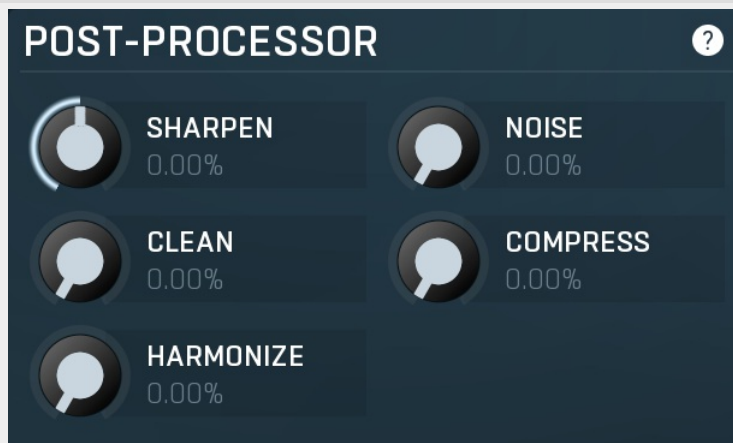 POST-PROCESSOR
?
SHARPEN
0.00%
NOISE
0.00%
CLEAN
0.00%
COMPRESS
0.00%
HARMONIZE
0.00%